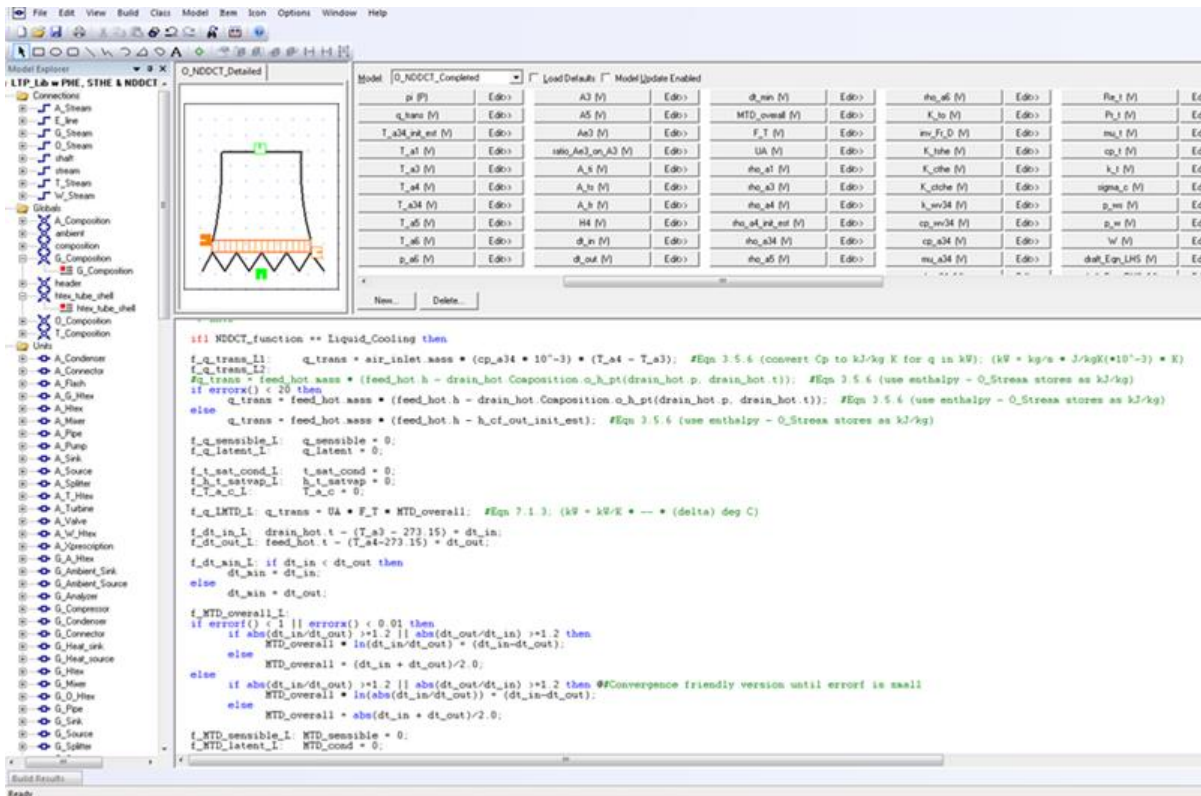 File Edit View Build Class Model Item Icon Options Window Help
Model Explorer
LTP_Lib w PHE, STHE & NDDCT
Connections
A_Stream
E_line
G_Stream
O_Stream
shaft
stream
T_Stream
W_Stream
Globals
A_Composition
ambient
composition
G_Composition
G_Composition
header
htex_tube_shell
htex_tube_shell
O_Composition
T_Composition
Units
A_Condenser
A_Connector
A_Flash
A_G_Htex
A_Htex
A_Mixer
A_Pipe
A_Pump
A_Sink
A_Source
A_Splitter
A_T_Htex
A_Turbine
A_Valve
A_W_Htex
A_Xprescription
G_A_Htex
G_Ambient_Sink
G_Ambient_Source
G_Analyzer
G_Compressor
G_Condenser
G_Connector
G_Heat_sink
G_Heat_source
G_Htex
G_Mixer
G_O_Htex
G_Pipe
G_Sink
G_Source
G_Splitter
O_NDDCT_Detailed
Model: O_NDDCT_Completed Load Defaults Model Update Enabled
pi (P) Edit>> A3 (V) Edit>> dt_min (V) Edit>> rho_a6 (V) Edit>> Re_t (V) Ed
q_trans (V) Edit>> A5 (V) Edit>> MTD_overall (V) Edit>> K_to (V) Edit>> Pr_t (V) Ed
T_a34_init_est (V) Edit>> Ae3 (V) Edit>> F_T (V) Edit>> inv_Fr_D (V) Edit>> mu_t (V) Ed
T_a1 (V) Edit>> ratio_Ae3_on_A3 (V) Edit>> UA (V) Edit>> K_tshe (V) Edit>> cp_t (V) Ed
T_a3 (V) Edit>> A_ti (V) Edit>> rho_a1 (V) Edit>> K_cthe (V) Edit>> k_t (V) Ed
T_a4 (V) Edit>> A_ts (V) Edit>> rho_a3 (V) Edit>> K_ctche (V) Edit>> sigma_c (V) Ed
T_a34 (V) Edit>> A_fr (V) Edit>> rho_a4 (V) Edit>> k_wv34 (V) Edit>> p_ws (V) Ed
T_a5 (V) Edit>> H4 (V) Edit>> rho_a4_init_est (V) Edit>> cp_wv34 (V) Edit>> p_w (V) Ed
T_a6 (V) Edit>> dt_in (V) Edit>> rho_a34 (V) Edit>> cp_a34 (V) Edit>> W (V) Ed
p_a6 (V) Edit>> dt_out (V) Edit>> rho_a5 (V) Edit>> mu_a34 (V) Edit>> draft_Eqn_LHS (V) Ed
New... Delete...
if1 NDDCT_function == Liquid_Cooling then
f_q_trans_L1: q_trans = air_inlet.mass * (cp_a34 * 10^-3) * (T_a4 - T_a3); #Eqn 3.5.6 (convert Cp to kJ/kg K for q in kW); (kW = kg/s * J/kgK(*10^-3) * K)
f_q_trans_L2:
#q_trans = feed_hot.mass * (feed_hot.h - drain_hot.Composition.o_h_pt(drain_hot.p, drain_hot.t)); #Eqn 3.5.6 (use enthalpy - O_Stream stores as kJ/kg)
if errorx() < 20 then
q_trans = feed_hot.mass * (feed_hot.h - drain_hot.Composition.o_h_pt(drain_hot.p, drain_hot.t)); #Eqn 3.5.6 (use enthalpy - O_Stream stores as kJ/kg)
else
q_trans = feed_hot.mass * (feed_hot.h - h_cf_out_init_est); #Eqn 3.5.6 (use enthalpy - O_Stream stores as kJ/kg)
f_q_sensible_L: q_sensible = 0;
f_q_latent_L: q_latent = 0;
f_t_sat_cond_L: t_sat_cond = 0;
f_h_t_satvap_L: h_t_satvap = 0;
f_T_a_c_L: T_a_c = 0;
f_q_LMTD_L: q_trans = UA * F_T * MTD_overall; #Eqn 7.1.3; (kW = kW/K * -- * (delta) deg C)
f_dt_in_L: drain_hot.t - (T_a3 - 273.15) = dt_in;
f_dt_out_L: feed_hot.t - (T_a4-273.15) = dt_out;
f_dt_min_L: if dt_in < dt_out then
dt_min = dt_in;
else
dt_min = dt_out;
f_MTD_overall_L:
if errorf() < 1 || errorx() < 0.01 then
if abs(dt_in/dt_out) >=1.2 || abs(dt_out/dt_in) >=1.2 then
MTD_overall * ln(dt_in/dt_out) = (dt_in-dt_out);
else
MTD_overall = (dt_in + dt_out)/2.0;
else
if abs(dt_in/dt_out) >=1.2 || abs(dt_out/dt_in) >=1.2 then @#Convergence friendly version until errorf is small
MTD_overall * ln(abs(dt_in/dt_out)) = (dt_in-dt_out);
else
MTD_overall = abs(dt_in + dt_out)/2.0;
f_MTD_sensible_L: MTD_sensible = 0;
f_MTD_latent_L: MTD_cond = 0;
Build Results
Ready